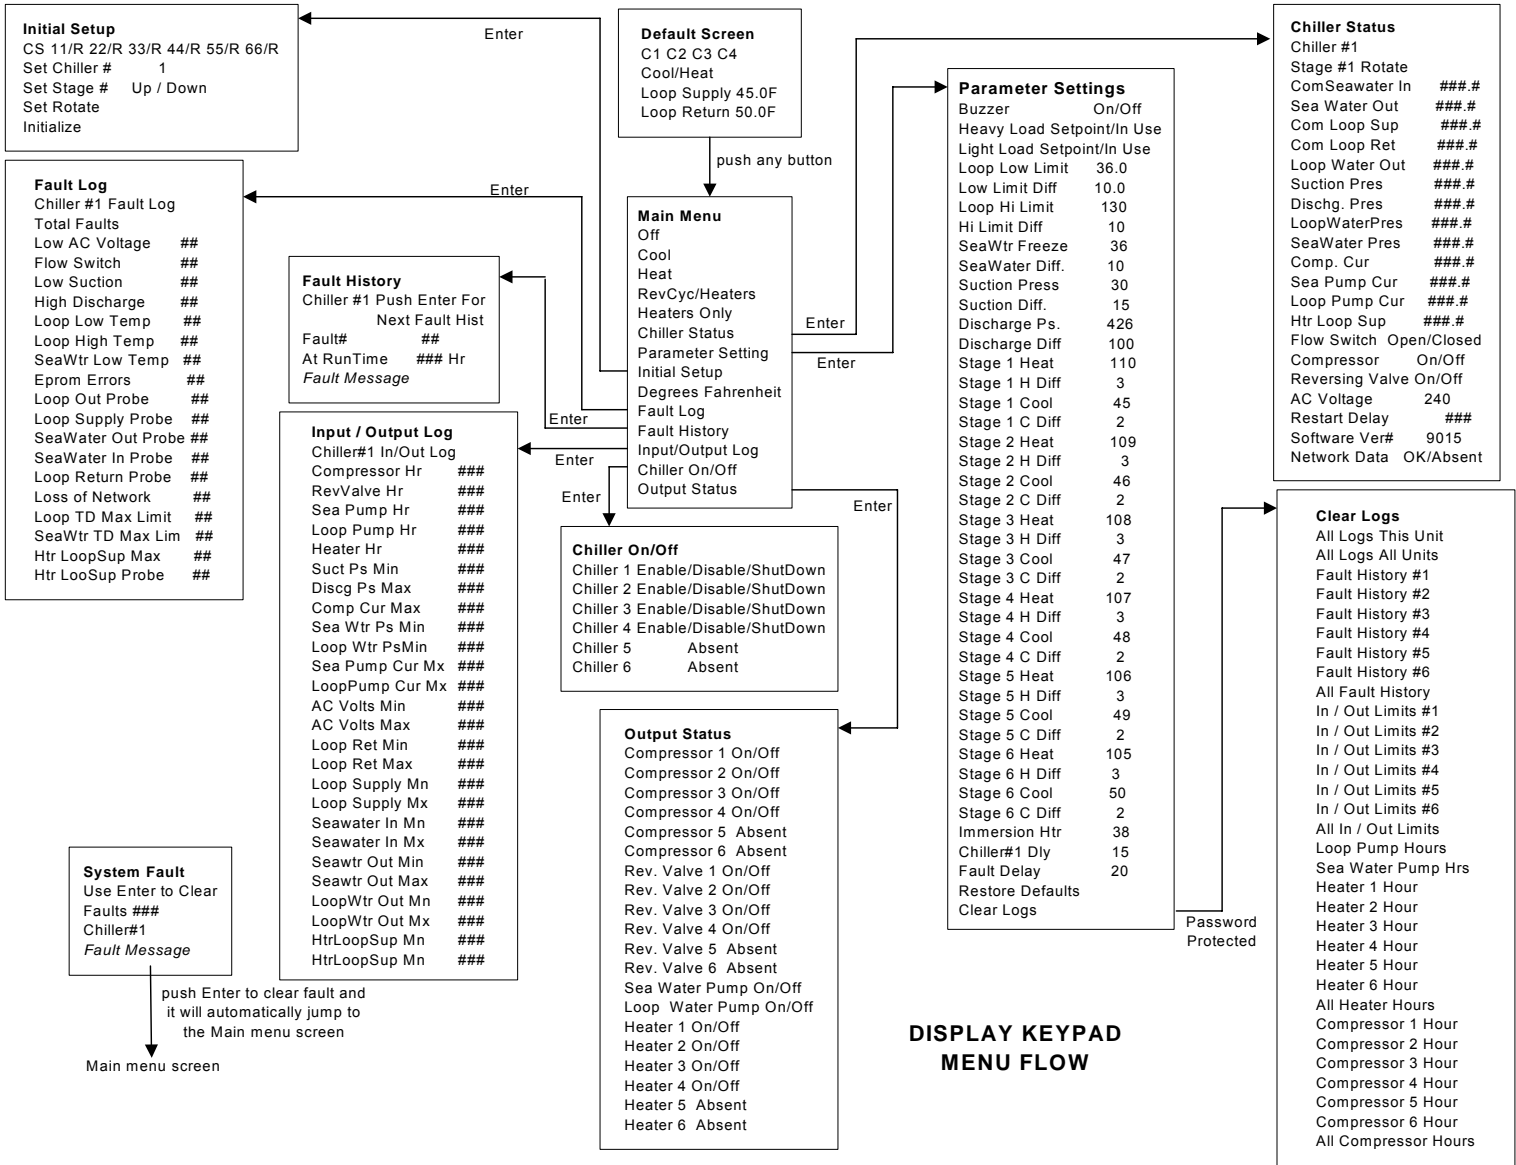 Initial Setup
CS 11/R 22/R 33/R 44/R 55/R 66/R
Set Chiller # 1
Set Stage # Up / Down
Set Rotate
Initialize
Enter
Default Screen
C1 C2 C3 C4
Cool/Heat
Loop Supply 45.0F
Loop Return 50.0F
push any button
Main Menu
Off
Cool
Heat
RevCyc/Heaters
Heaters Only
Chiller Status
Parameter Setting
Initial Setup
Degrees Fahrenheit
Fault Log
Fault History
Input/Output Log
Chiller On/Off
Output Status
Enter
Enter
Enter
Enter
Enter
Enter
Enter
Fault Log
Chiller #1 Fault Log
Total Faults
Low AC Voltage ##
Flow Switch ##
Low Suction ##
High Discharge ##
Loop Low Temp ##
Loop High Temp ##
SeaWtr Low Temp ##
Eprom Errors ##
Loop Out Probe ##
Loop Supply Probe ##
SeaWater Out Probe ##
SeaWater In Probe ##
Loop Return Probe ##
Loss of Network ##
Loop TD Max Limit ##
SeaWtr TD Max Lim ##
Htr LoopSup Max ##
Htr LooSup Probe ##
Fault History
Chiller #1 Push Enter For
Next Fault Hist
Fault# ##
At RunTime ### Hr
Fault Message
Input / Output Log
Chiller#1 In/Out Log
Compressor Hr ###
RevValve Hr ###
Sea Pump Hr ###
Loop Pump Hr ###
Heater Hr ###
Suct Ps Min ###
Discg Ps Max ###
Comp Cur Max ###
Sea Wtr Ps Min ###
Loop Wtr PsMin ###
Sea Pump Cur Mx ###
LoopPump Cur Mx ###
AC Volts Min ###
AC Volts Max ###
Loop Ret Min ###
Loop Ret Max ###
Loop Supply Mn ###
Loop Supply Mx ###
Seawater In Mn ###
Seawater In Mx ###
Seawtr Out Min ###
Seawtr Out Max ###
LoopWtr Out Mn ###
LoopWtr Out Mx ###
HtrLoopSup Mn ###
HtrLoopSup Mn ###
Chiller On/Off
Chiller 1 Enable/Disable/ShutDown
Chiller 2 Enable/Disable/ShutDown
Chiller 3 Enable/Disable/ShutDown
Chiller 4 Enable/Disable/ShutDown
Chiller 5 Absent
Chiller 6 Absent
Output Status
Compressor 1 On/Off
Compressor 2 On/Off
Compressor 3 On/Off
Compressor 4 On/Off
Compressor 5 Absent
Compressor 6 Absent
Rev. Valve 1 On/Off
Rev. Valve 2 On/Off
Rev. Valve 3 On/Off
Rev. Valve 4 On/Off
Rev. Valve 5 Absent
Rev. Valve 6 Absent
Sea Water Pump On/Off
Loop Water Pump On/Off
Heater 1 On/Off
Heater 2 On/Off
Heater 3 On/Off
Heater 4 On/Off
Heater 5 Absent
Heater 6 Absent
System Fault
Use Enter to Clear
Faults ###
Chiller#1
Fault Message
push Enter to clear fault and
it will automatically jump to
the Main menu screen
Main menu screen
Parameter Settings
Buzzer On/Off
Heavy Load Setpoint/In Use
Light Load Setpoint/In Use
Loop Low Limit 36.0
Low Limit Diff 10.0
Loop Hi Limit 130
Hi Limit Diff 10
SeaWtr Freeze 36
SeaWater Diff. 10
Suction Press 30
Suction Diff. 15
Discharge Ps. 426
Discharge Diff 100
Stage 1 Heat 110
Stage 1 H Diff 3
Stage 1 Cool 45
Stage 1 C Diff 2
Stage 2 Heat 109
Stage 2 H Diff 3
Stage 2 Cool 46
Stage 2 C Diff 2
Stage 3 Heat 108
Stage 3 H Diff 3
Stage 3 Cool 47
Stage 3 C Diff 2
Stage 4 Heat 107
Stage 4 H Diff 3
Stage 4 Cool 48
Stage 4 C Diff 2
Stage 5 Heat 106
Stage 5 H Diff 3
Stage 5 Cool 49
Stage 5 C Diff 2
Stage 6 Heat 105
Stage 6 H Diff 3
Stage 6 Cool 50
Stage 6 C Diff 2
Immersion Htr 38
Chiller#1 Dly 15
Fault Delay 20
Restore Defaults
Clear Logs
Password
Protected
Chiller Status
Chiller #1
Stage #1 Rotate
ComSeawater In ###.#
Sea Water Out ###.#
Com Loop Sup ###.#
Com Loop Ret ###.#
Loop Water Out ###.#
Suction Pres ###.#
Dischg. Pres ###.#
LoopWaterPres ###.#
SeaWater Pres ###.#
Comp. Cur ###.#
Sea Pump Cur ###.#
Loop Pump Cur ###.#
Htr Loop Sup ###.#
Flow Switch Open/Closed
Compressor On/Off
Reversing Valve On/Off
AC Voltage 240
Restart Delay ###
Software Ver# 9015
Network Data OK/Absent
Clear Logs
All Logs This Unit
All Logs All Units
Fault History #1
Fault History #2
Fault History #3
Fault History #4
Fault History #5
Fault History #6
All Fault History
In / Out Limits #1
In / Out Limits #2
In / Out Limits #3
In / Out Limits #4
In / Out Limits #5
In / Out Limits #6
All In / Out Limits
Loop Pump Hours
Sea Water Pump Hrs
Heater 1 Hour
Heater 2 Hour
Heater 3 Hour
Heater 4 Hour
Heater 5 Hour
Heater 6 Hour
All Heater Hours
Compressor 1 Hour
Compressor 2 Hour
Compressor 3 Hour
Compressor 4 Hour
Compressor 5 Hour
Compressor 6 Hour
All Compressor Hours
DISPLAY KEYPAD
MENU FLOW